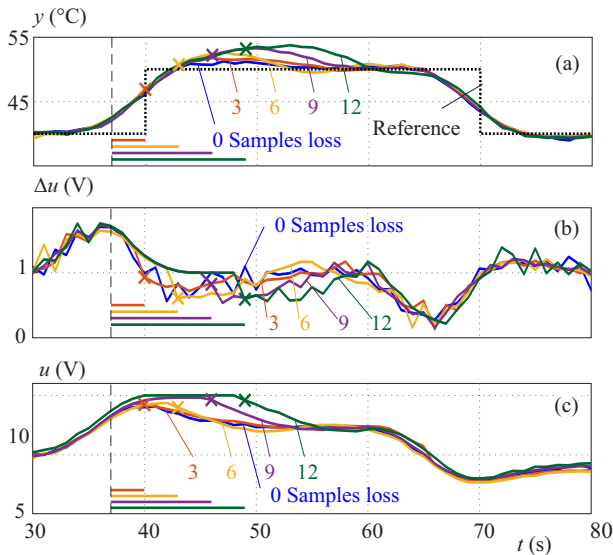 y (°C)
55
(a)
45
3 6 9 12
Reference
0 Samples loss
Δu (V)
0 Samples loss
(b)
1
3 6 9 12
0
u (V)
(c)
10
3 6 9 12
0 Samples loss
5
30 40 50 60 70 80
t (s)